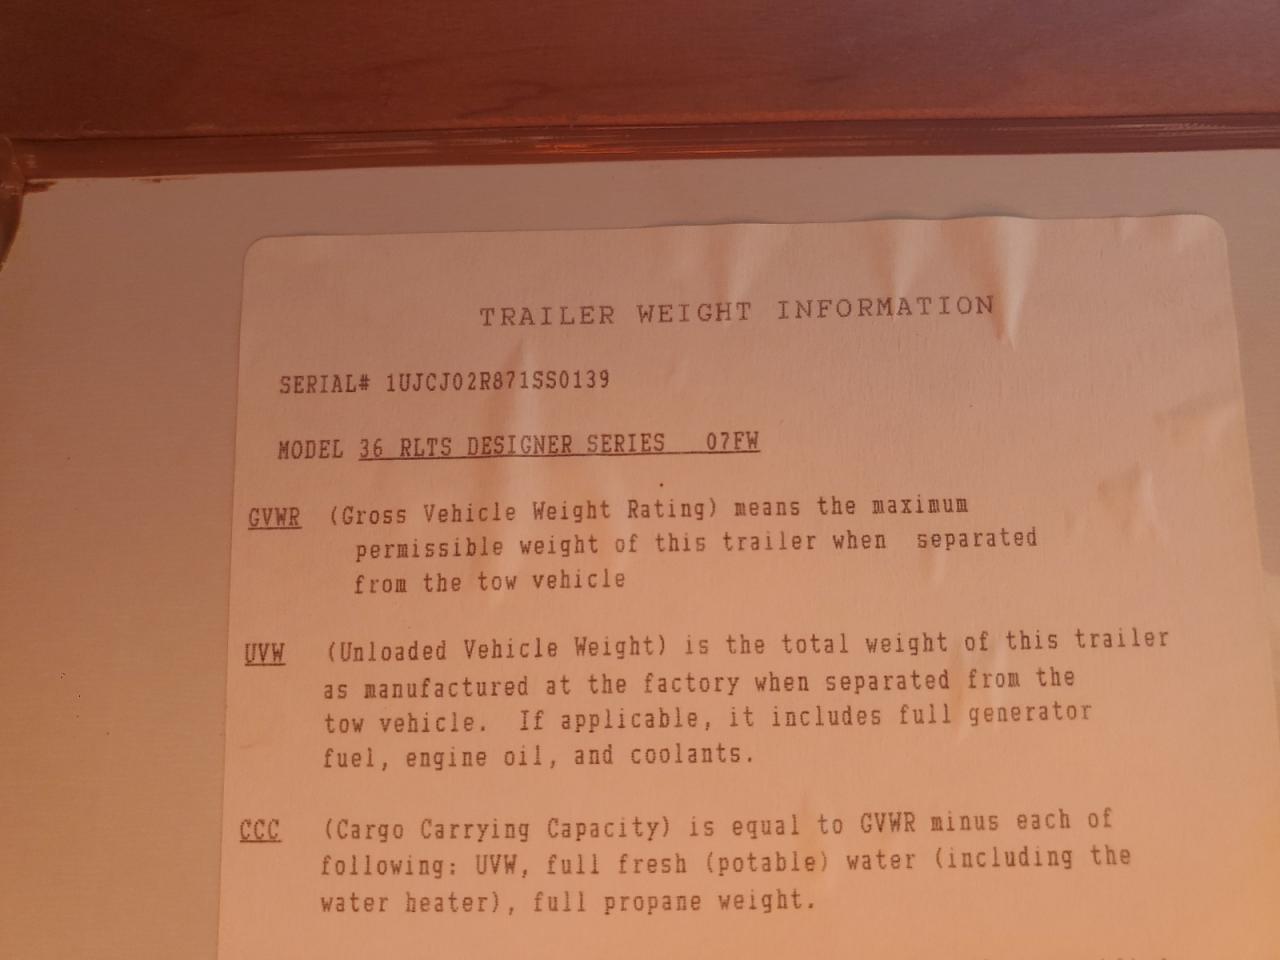 TRAILER WEIGHT INFORMATION
SERIAL# 1UJCJ02R871SS0139
MODEL 36 RLTS DESIGNER SERIES 07FW
GVWR (Gross Vehicle Weight Rating) means the maximum
permissible weight of this trailer when separated
from the tow vehicle
UVW (Unloaded Vehicle Weight) is the total weight of this trailer
as manufactured at the factory when separated from the
tow vehicle. If applicable, it includes full generator
fuel, engine oil, and coolants.
CCC (Cargo Carrying Capacity) is equal to GVWR minus each of
following: UVW, full fresh (potable) water (including the
water heater), full propane weight.